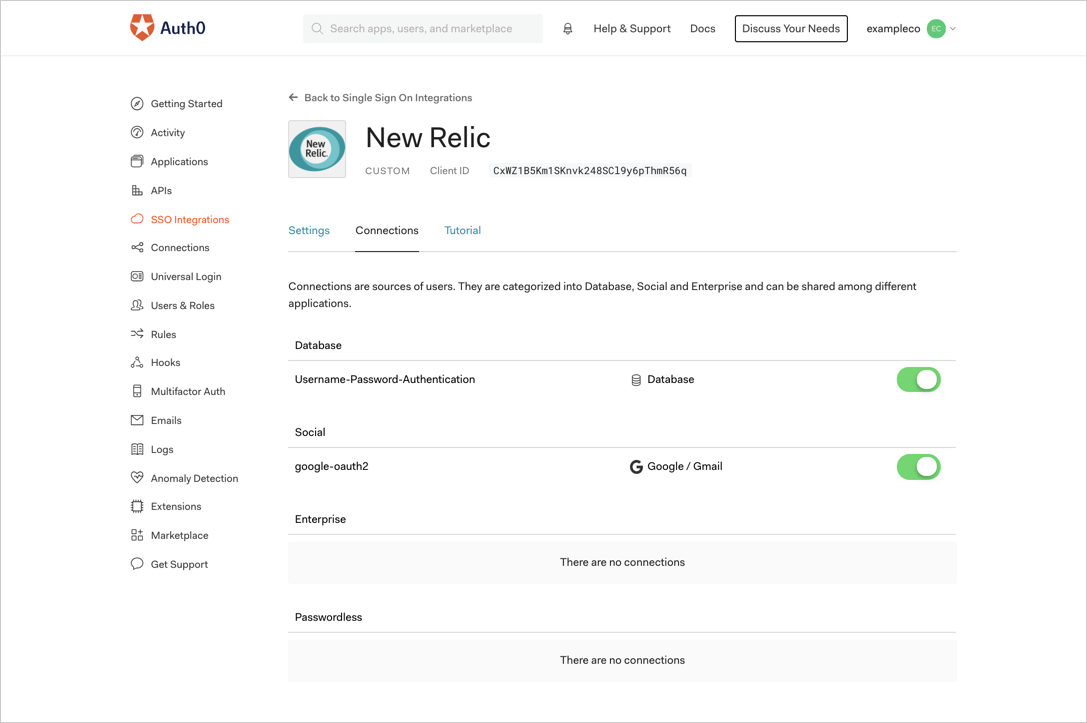 Auth0
Search apps, users, and marketplace
Help & Support
Docs
Discuss Your Needs
exampleco
EC
Getting Started
Activity
Applications
APIs
SSO Integrations
Connections
Universal Login
Users & Roles
Rules
Hooks
Multifactor Auth
Emails
Logs
Anomaly Detection
Extensions
Marketplace
Get Support
Back to Single Sign On Integrations
New
Relic.
New Relic
CUSTOM
Client ID
CxWZ1B5Km1SKnvk248SCl9y6pThmR56q
Settings
Connections
Tutorial
Connections are sources of users. They are categorized into Database, Social and Enterprise and can be shared among different
applications.
Database
Username-Password-Authentication
Database
Social
google-oauth2
Google / Gmail
Enterprise
There are no connections
Passwordless
There are no connections